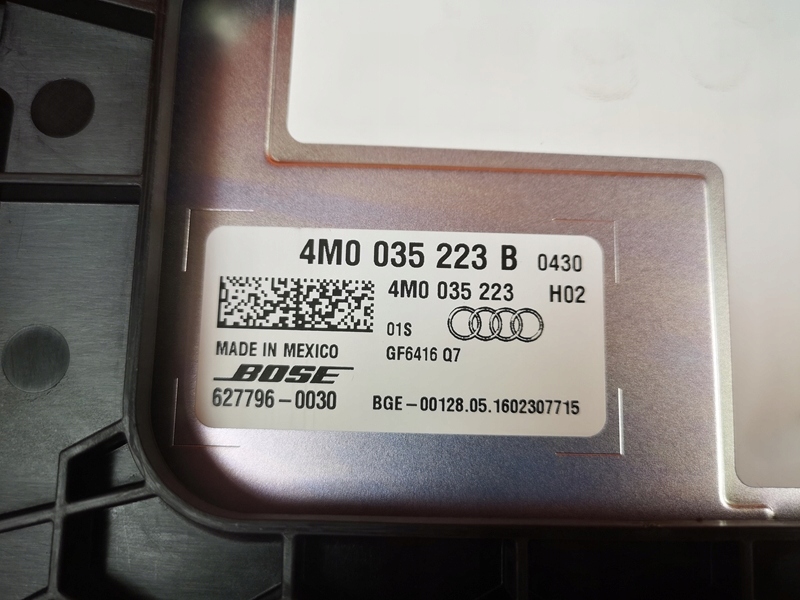 4M0 035 223 B 0430
4M0 035 223 H02
01S
MADE IN MEXICO GF6416 Q7
BOSE
627796-0030 BGE-00128.05.1602307715